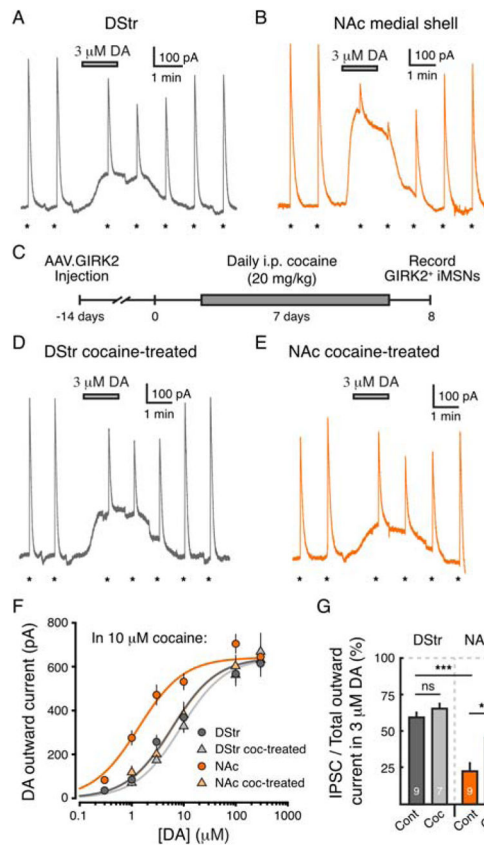 A
DStr
3 μM DA
100 pA
1 min
* * * * * * *
B
NAc medial shell
3 μM DA
100 pA
1 min
* * * * * * *
C
AAV.GIRK2
Injection
Daily i.p. cocaine
(20 mg/kg)
Record
GIRK2⁺ iMSNs
-14 days
0
7 days
8
D
DStr cocaine-treated
3 μM DA
100 pA
1 min
* * * * * * *
E
NAc cocaine-treated
3 μM DA
100 pA
1 min
* * * * * * *
F
DA outward current (pA)
800
600
400
200
0
In 10 μM cocaine:
DStr
DStr coc-treated
NAc
NAc coc-treated
0.1 1 10 100 1000
[DA] (μM)
G
DStr
NA
IPSC / Total outward
current in 3 μM DA (%)
75
50
25
0
***
ns
*
9
7
9
Cont
Coc
Cont